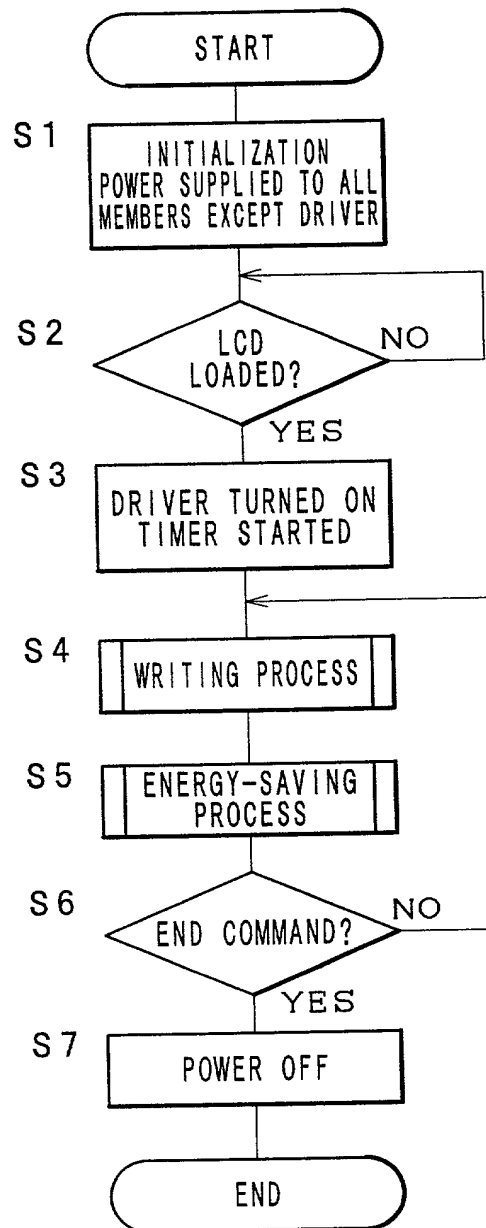 START
S1
INITIALIZATION
POWER SUPPLIED TO ALL
MEMBERS EXCEPT DRIVER
S2
LCD
LOADED?
NO
YES
S3
DRIVER TURNED ON
TIMER STARTED
S4
WRITING PROCESS
S5
ENERGY-SAVING
PROCESS
S6
END COMMAND?
NO
YES
S7
POWER OFF
END